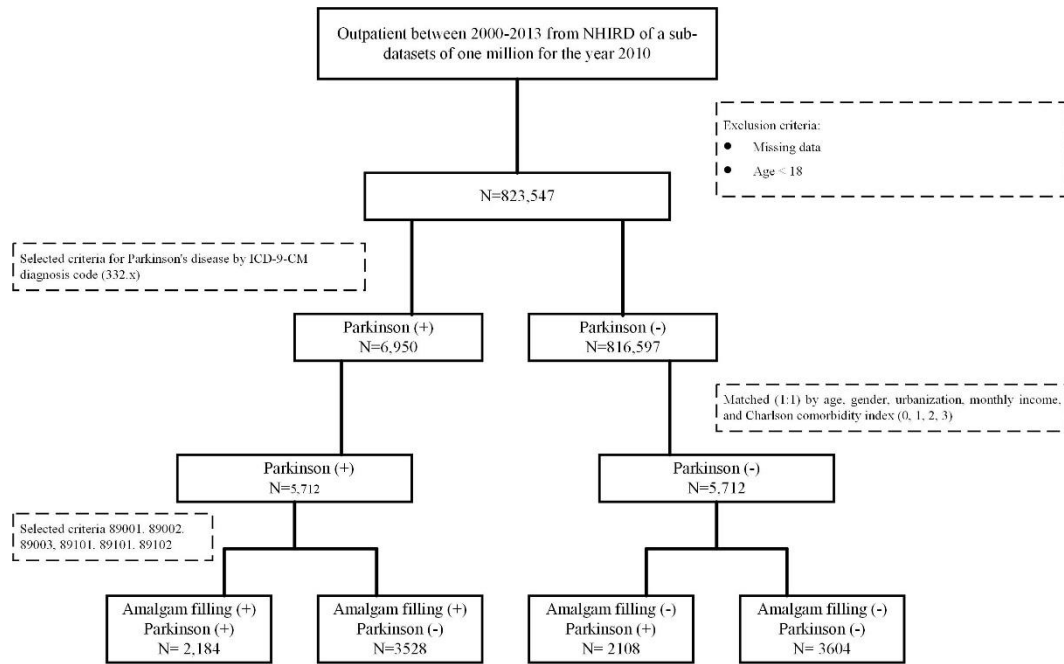 Outpatient between 2000-2013 from NHIRD of a sub-
datasets of one million for the year 2010
Exclusion criteria:
● Missing data
● Age < 18
N=823,547
Selected criteria for Parkinson's disease by ICD-9-CM
diagnosis code (332.x)
Parkinson (+)
N=6,950
Parkinson (-)
N=816,597
Matched (1:1) by age, gender, urbanization, monthly income,
and Charlson comorbidity index (0, 1, 2, 3)
Parkinson (+)
N=5,712
Parkinson (-)
N=5,712
Selected criteria 89001. 89002.
89003, 89101. 89101. 89102
Amalgam filling (+)
Parkinson (+)
N= 2,184
Amalgam filling (+)
Parkinson (-)
N=3528
Amalgam filling (-)
Parkinson (+)
N= 2108
Amalgam filling (-)
Parkinson (-)
N= 3604